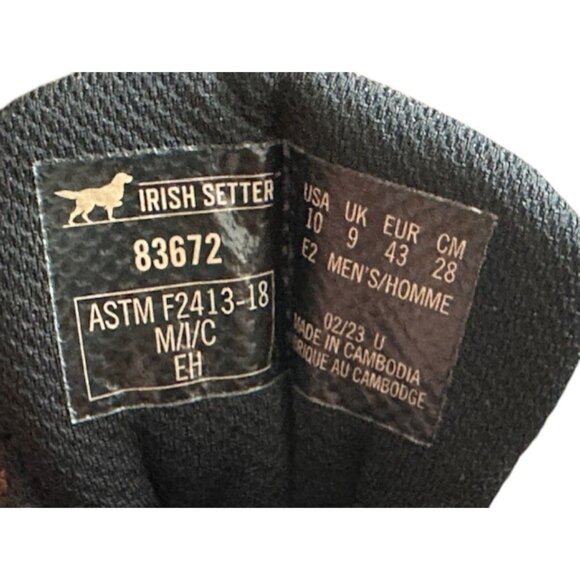 IRISH SETTER
83672
ASTM F2413-18
M/I/C
EH
USA UK EUR CM
10 9 43 28
E2 MEN'S/HOMME
02/23 U
MADE IN CAMBODIA
RIQUE AU CAMBODGE